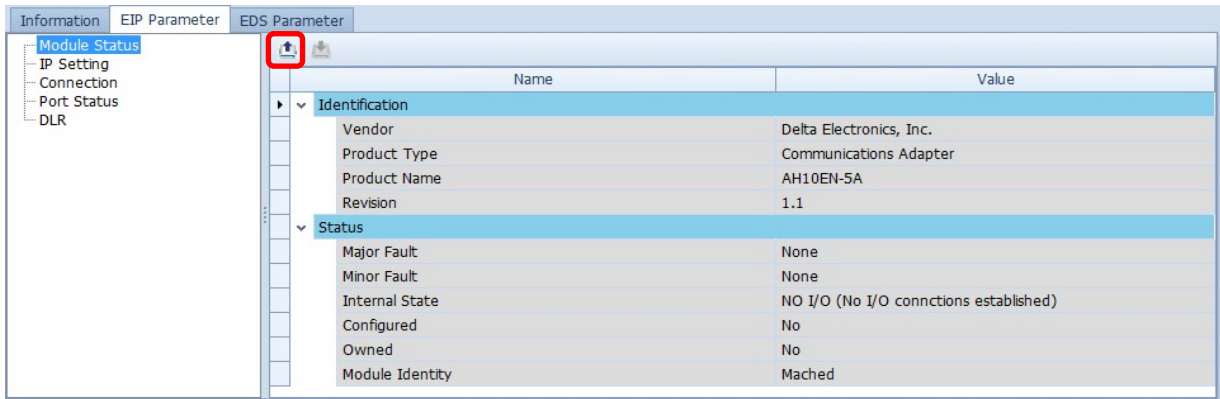 Information EIP Parameter EDS Parameter
Module Status
IP Setting
Connection
Port Status
DLR
Name Value
Identification
Vendor Delta Electronics, Inc.
Product Type Communications Adapter
Product Name AH10EN-5A
Revision 1.1
Status
Major Fault None
Minor Fault None
Internal State NO I/O (No I/O connctions established)
Configured No
Owned No
Module Identity Mached